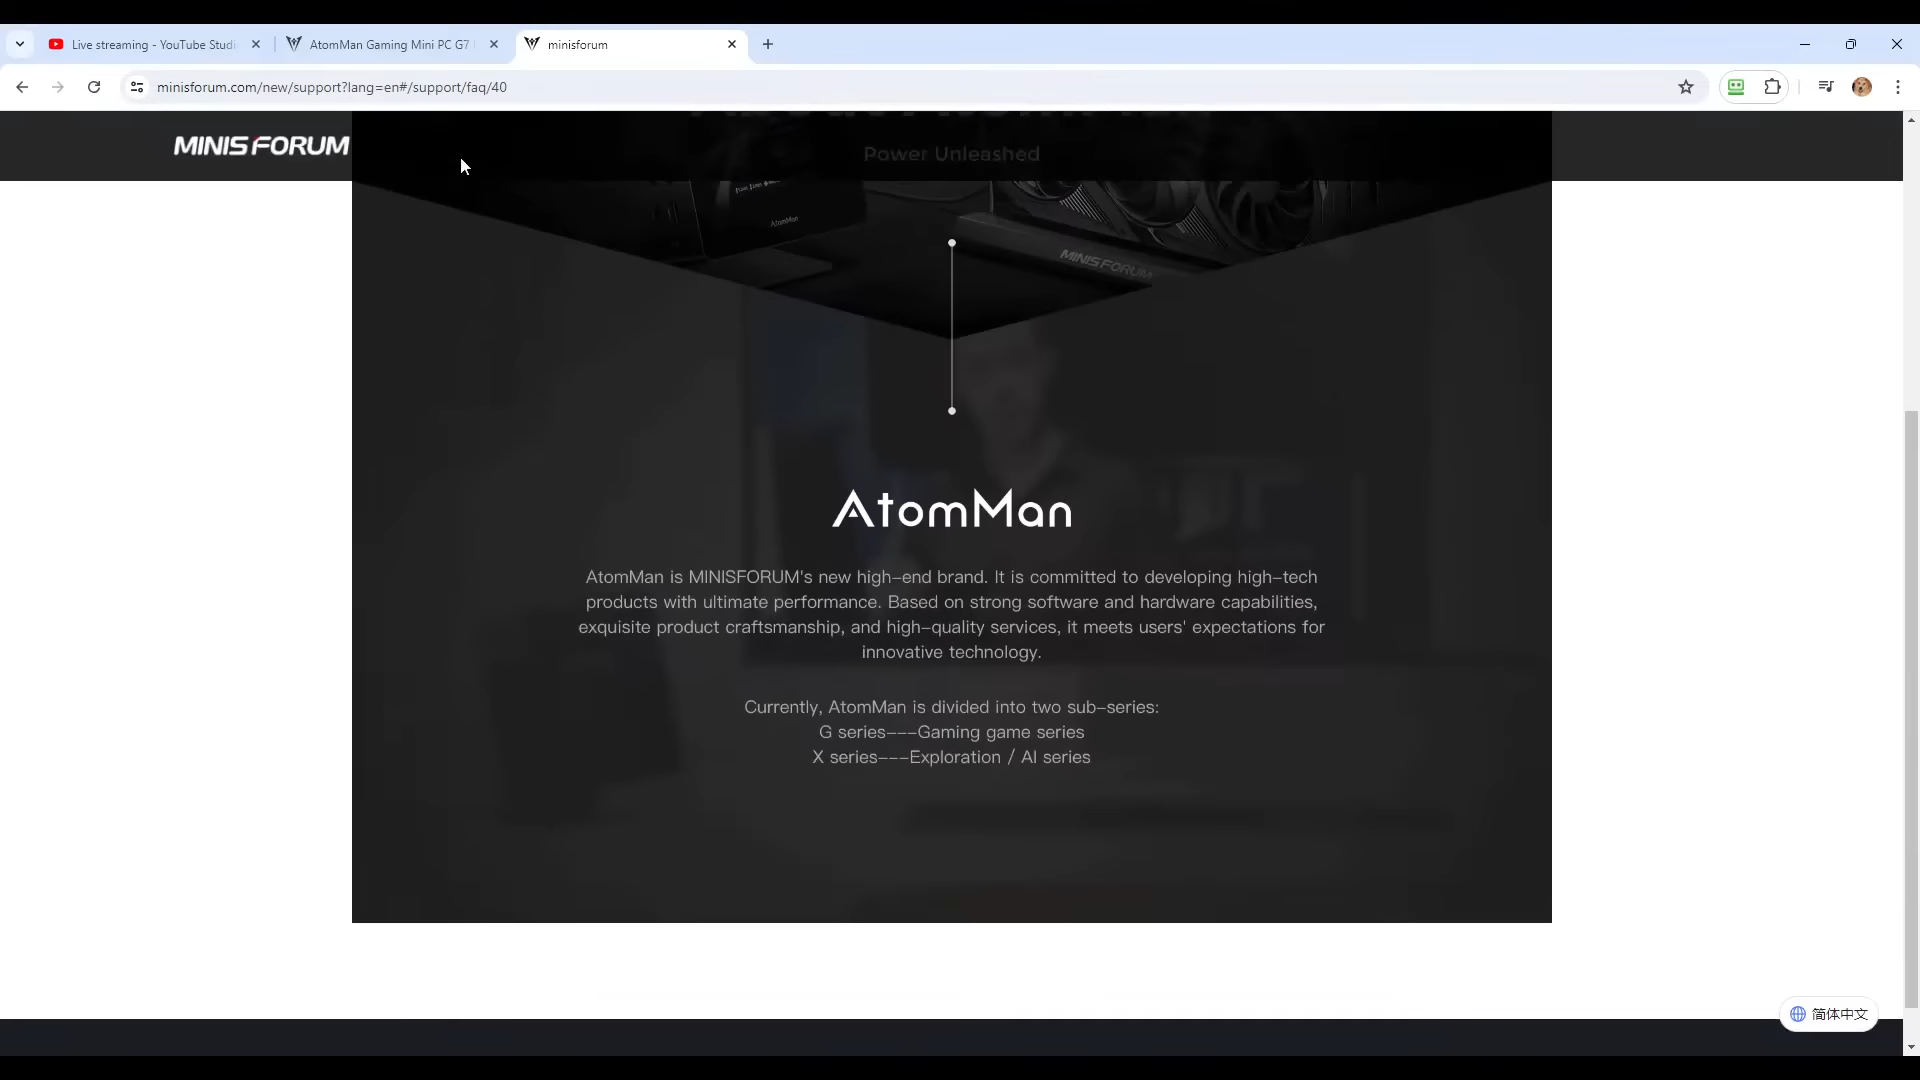 Live streaming - YouTube Studi
AtomMan Gaming Mini PC G7
minisforum
minisforum.com/new/support?lang=en#/support/faq/40
MINISFORUM
Power Unleashed
AtomMan
MINISFORUM
AtomMan
AtomMan is MINISFORUM's new high-end brand. It is committed to developing high-tech
products with ultimate performance. Based on strong software and hardware capabilities,
exquisite product craftsmanship, and high-quality services, it meets users' expectations for
innovative technology.
Currently, AtomMan is divided into two sub-series:
G series---Gaming game series
X series---Exploration / AI series
简体中文